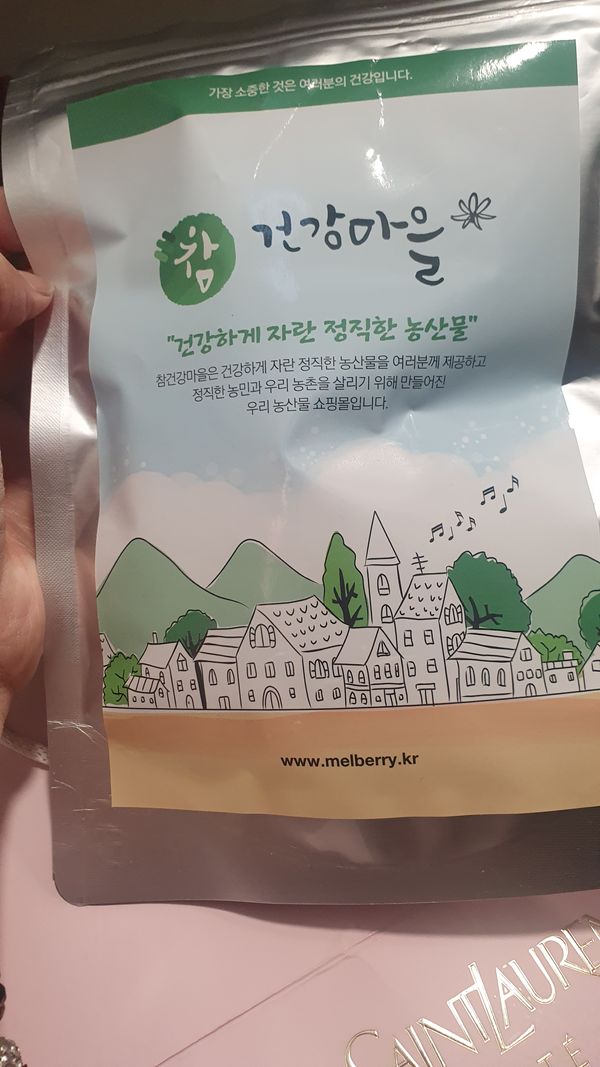 가장 소중한 것은 여러분의 건강입니다.
참 건강마을
"건강하게 자란 정직한 농산물"
참건강마을은 건강하게 자란 정직한 농산물을 여러분께 제공하고
정직한 농민과 우리 농촌을 살리기 위해 만들어진
우리 농산물 쇼핑몰입니다.
www.melberry.kr
SAINTLAUREN
TÉ